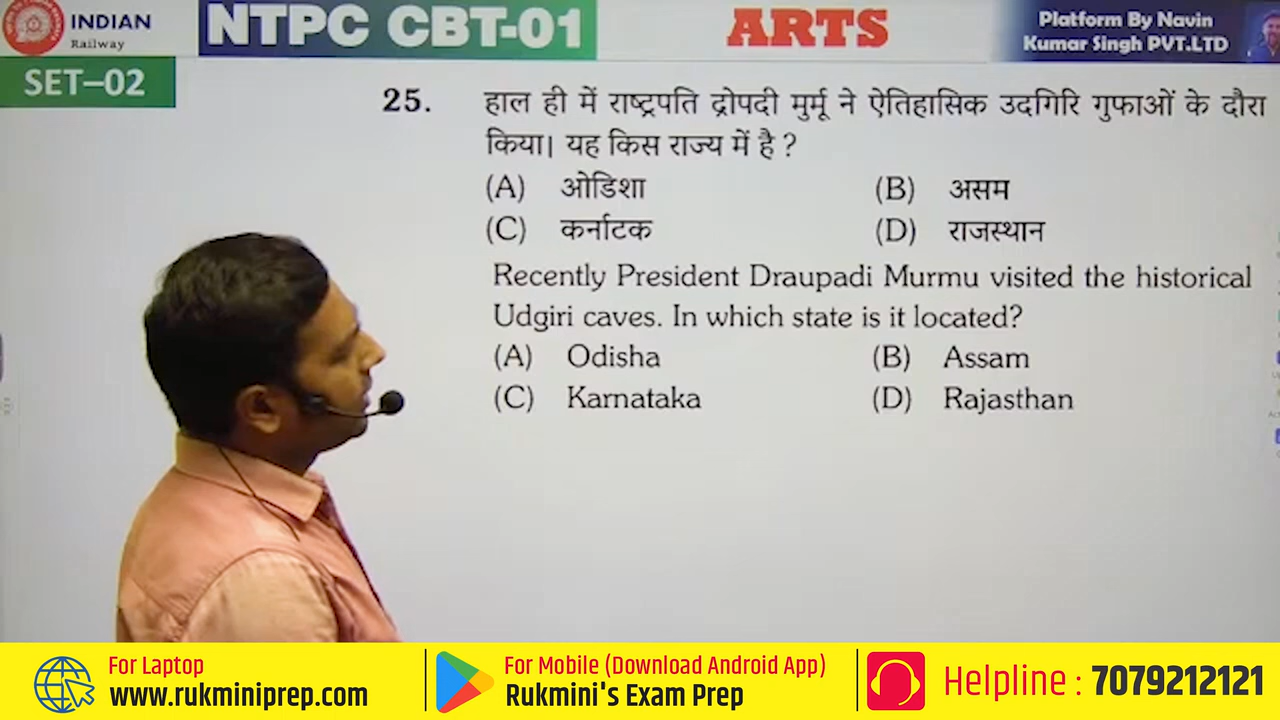 INDIAN
Railway
NTPC CBT-01
ARTS
Platform By Navin
Kumar Singh PVT.LTD
SET–02
25. हाल ही में राष्ट्रपति द्रोपदी मुर्मू ने ऐतिहासिक उदगिरि गुफाओं के दौरा
किया। यह किस राज्य में है ?
(A) ओडिशा (B) असम
(C) कर्नाटक (D) राजस्थान
Recently President Draupadi Murmu visited the historical
Udgiri caves. In which state is it located?
(A) Odisha (B) Assam
(C) Karnataka (D) Rajasthan
For Laptop
www.rukminiprep.com
For Mobile (Download Android App)
Rukmini's Exam Prep
Helpline : 7079212121